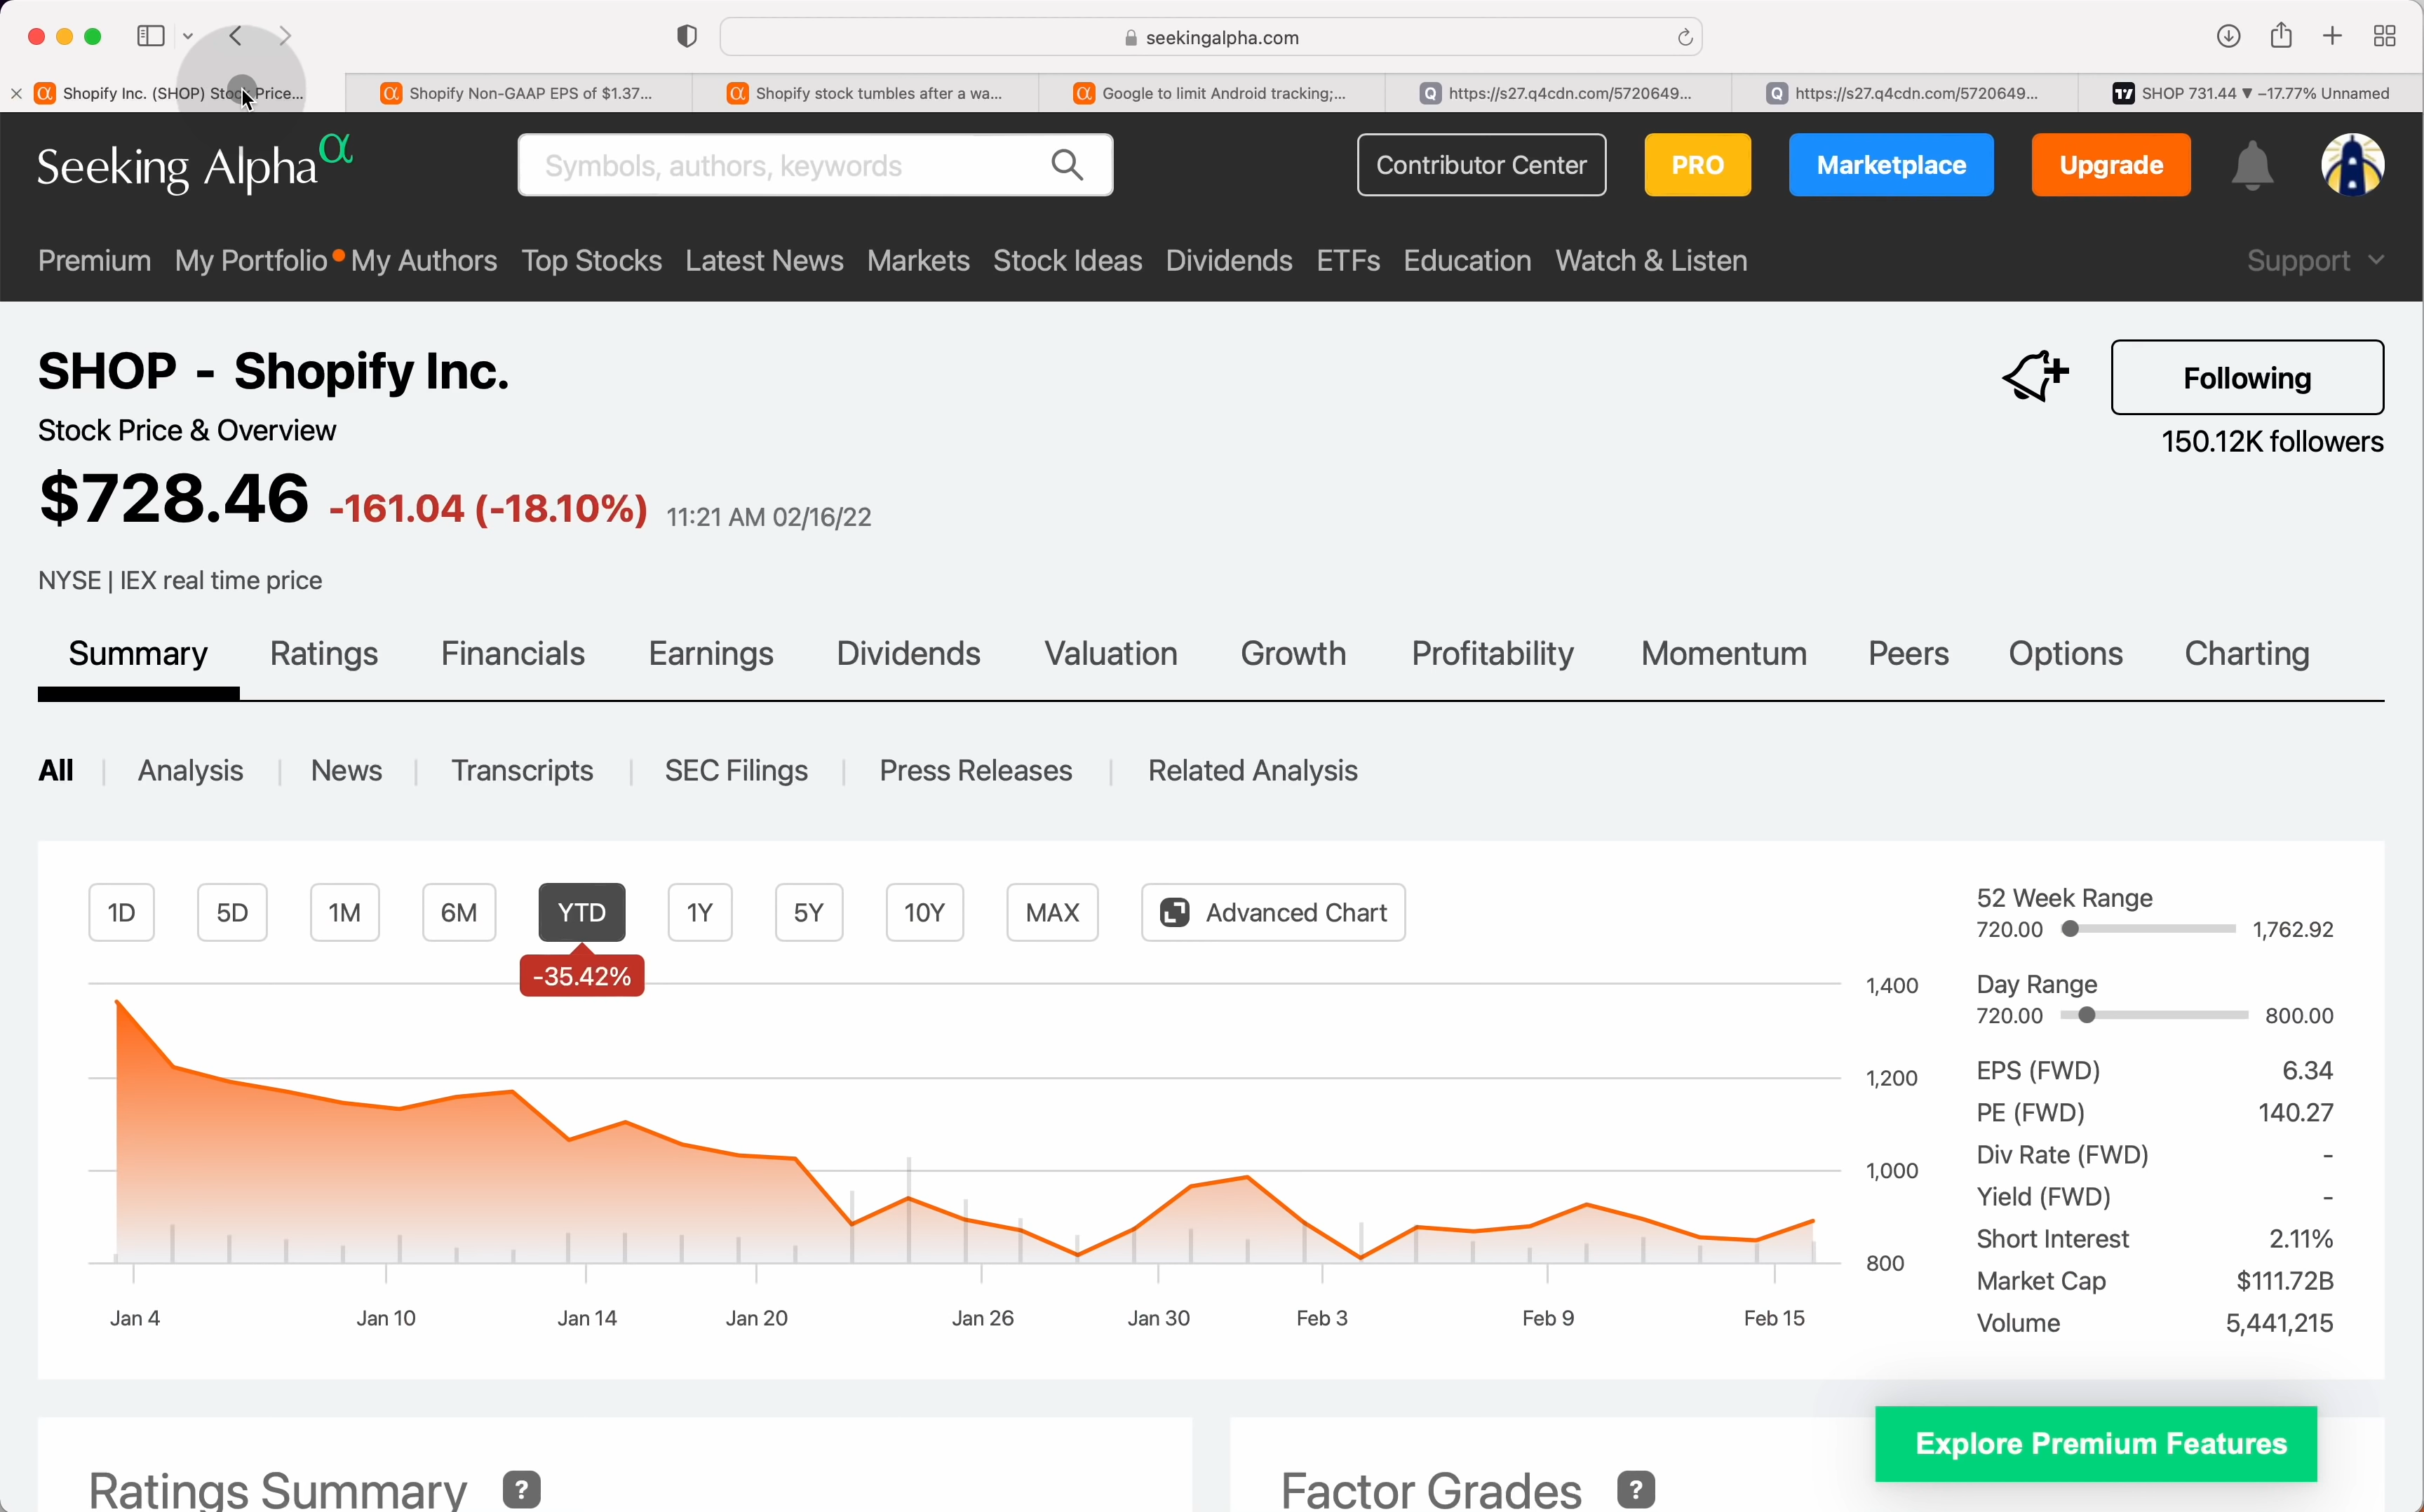 seekingalpha.com
Shopify Inc. (SHOP) Stock Price...
Shopify Non-GAAP EPS of $1.37...
Shopify stock tumbles after a wa...
Google to limit Android tracking;...
https://s27.q4cdn.com/5720649...
https://s27.q4cdn.com/5720649...
SHOP 731.44 ▼ −17.77% Unnamed
Seeking Alpha α
Symbols, authors, keywords
Contributor Center
PRO
Marketplace
Upgrade
Premium My Portfolio My Authors Top Stocks Latest News Markets Stock Ideas Dividends ETFs Education Watch & Listen Support
SHOP - Shopify Inc.
Following
Stock Price & Overview
150.12K followers
$728.46 -161.04 (-18.10%) 11:21 AM 02/16/22
NYSE | IEX real time price
Summary Ratings Financials Earnings Dividends Valuation Growth Profitability Momentum Peers Options Charting
All | Analysis | News | Transcripts | SEC Filings | Press Releases | Related Analysis
1D 5D 1M 6M YTD 1Y 5Y 10Y MAX Advanced Chart
-35.42%
1,400
1,200
1,000
800
Jan 4 Jan 10 Jan 14 Jan 20 Jan 26 Jan 30 Feb 3 Feb 9 Feb 15
52 Week Range
720.00 1,762.92
Day Range
720.00 800.00
EPS (FWD) 6.34
PE (FWD) 140.27
Div Rate (FWD) -
Yield (FWD) -
Short Interest 2.11%
Market Cap $111.72B
Volume 5,441,215
Explore Premium Features
Ratings Summary ?
Factor Grades ?